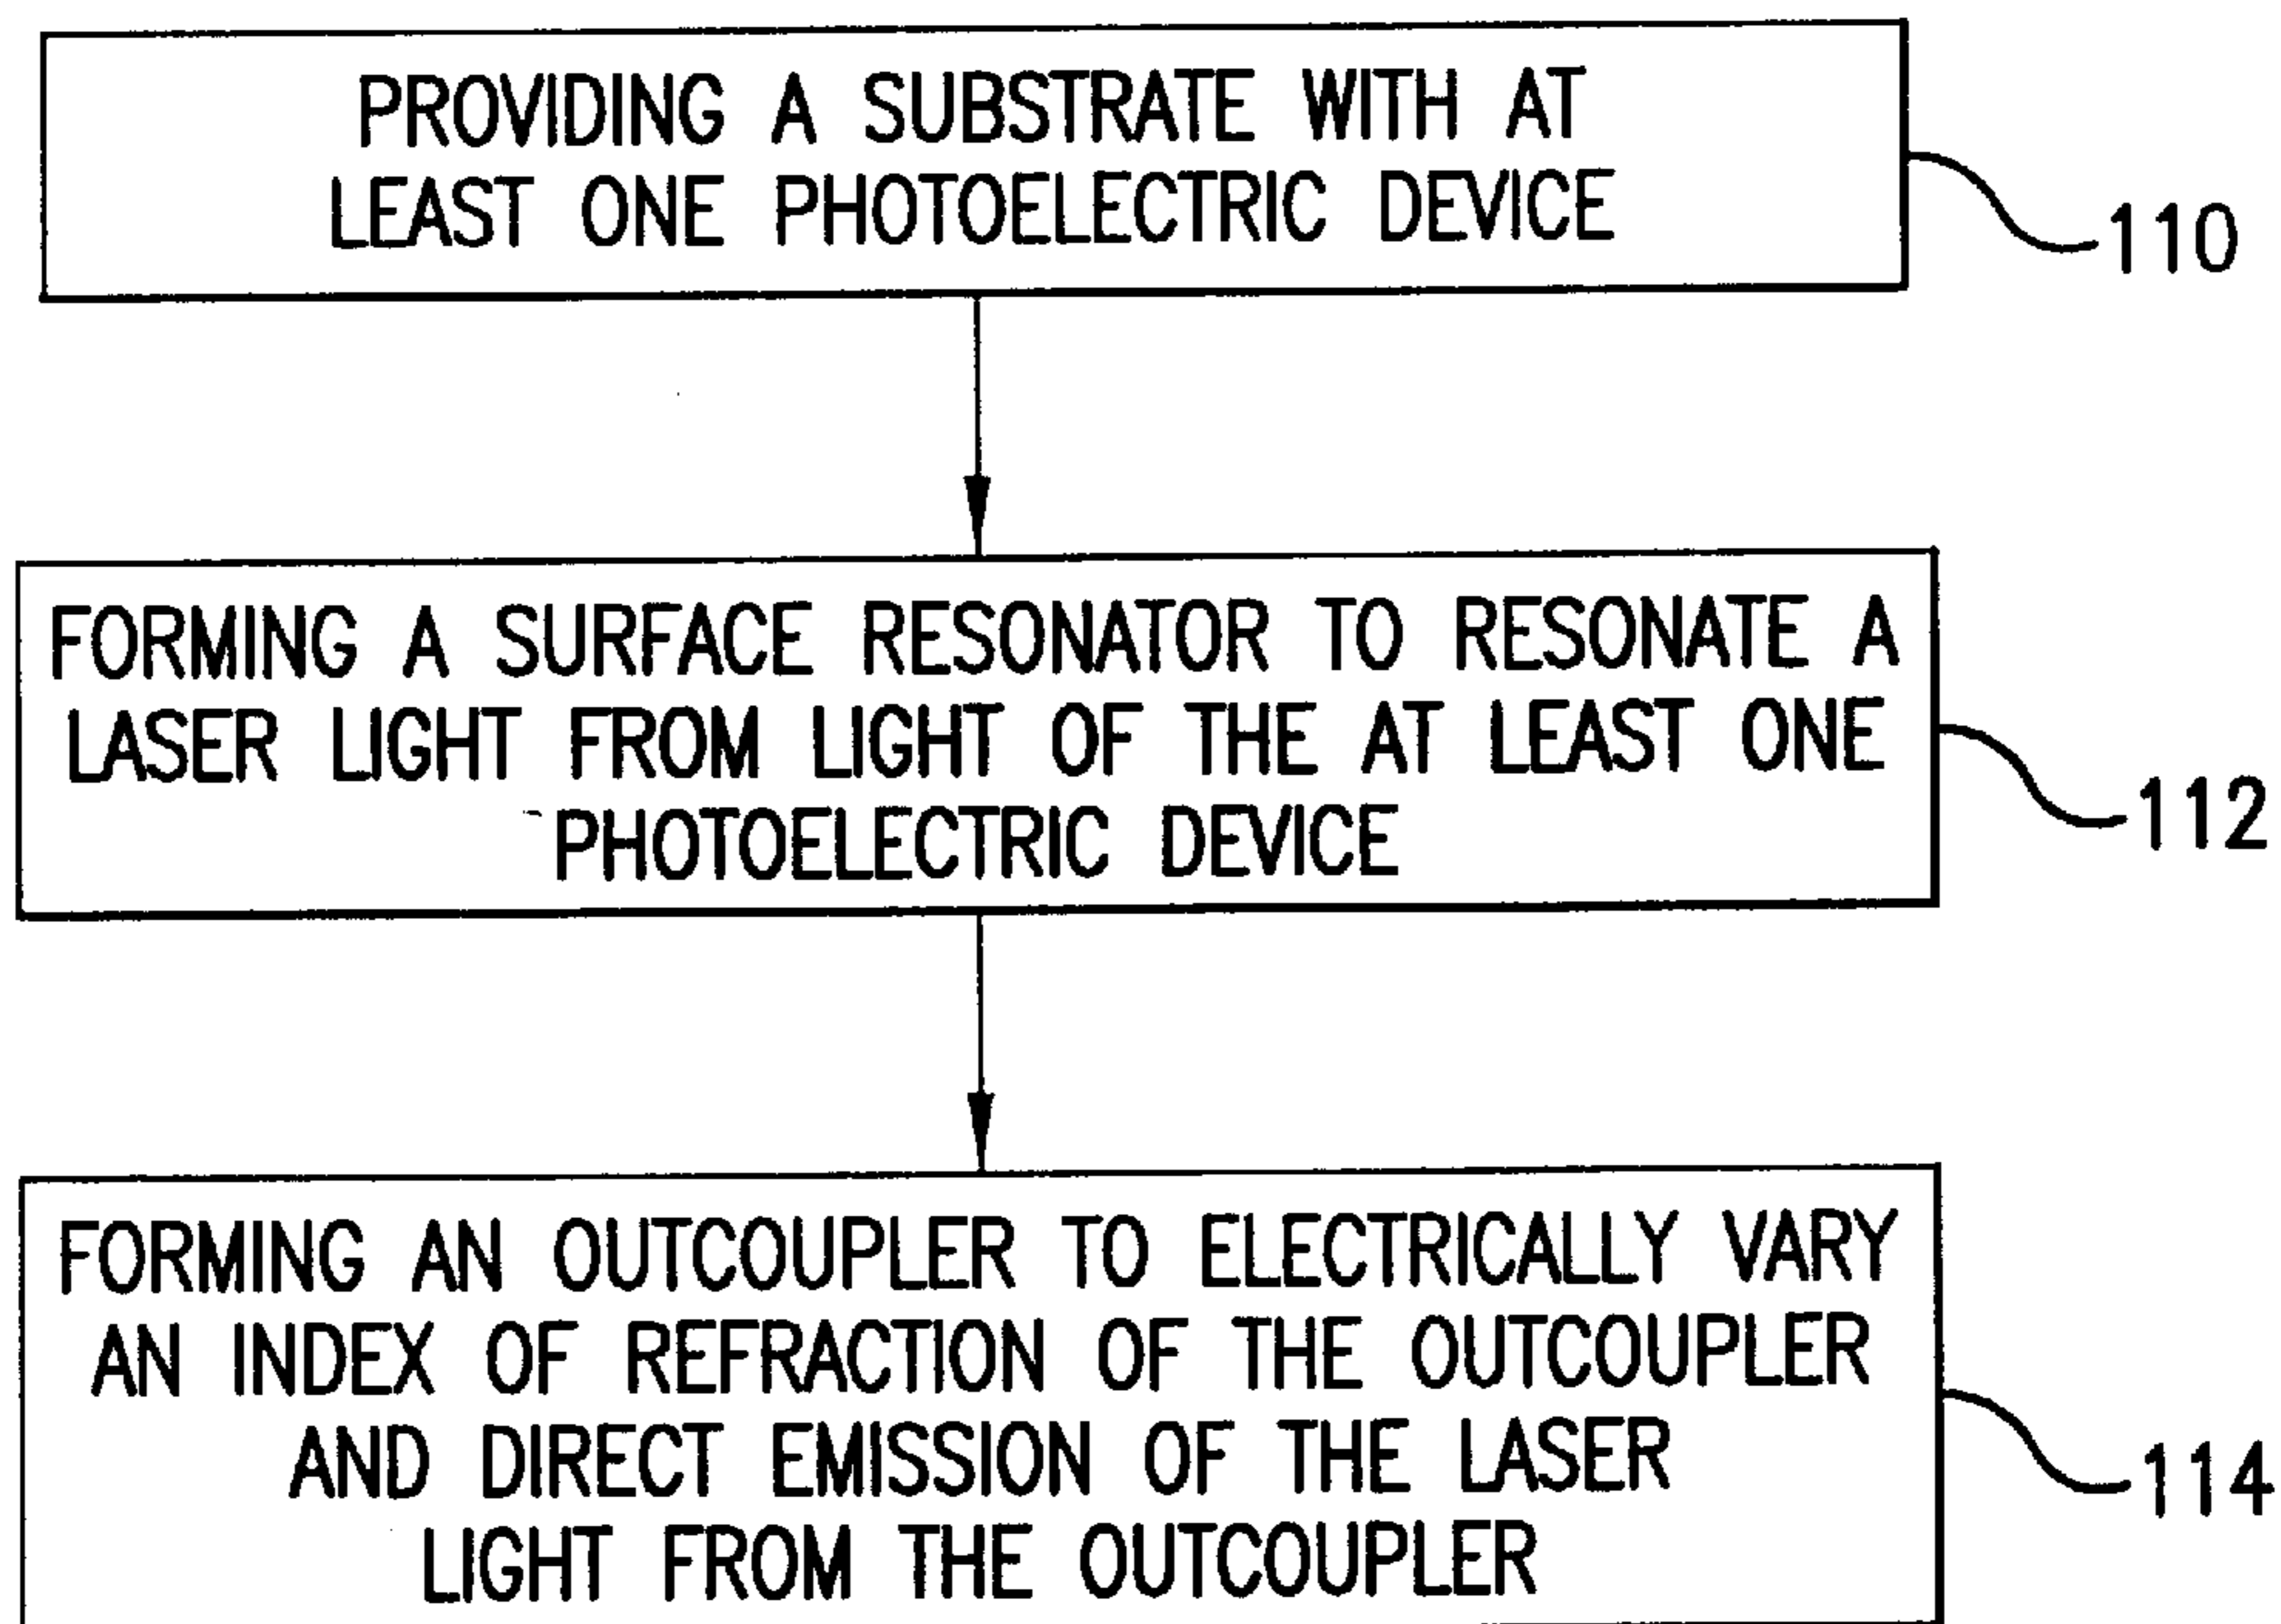 PROVIDING A SUBSTRATE WITH AT
LEAST ONE PHOTOELECTRIC DEVICE
110
FORMING A SURFACE RESONATOR TO RESONATE A
LASER LIGHT FROM LIGHT OF THE AT LEAST ONE
PHOTOELECTRIC DEVICE
112
FORMING AN OUTCOUPLER TO ELECTRICALLY VARY
AN INDEX OF REFRACTION OF THE OUTCOUPLER
AND DIRECT EMISSION OF THE LASER
LIGHT FROM THE OUTCOUPLER
114